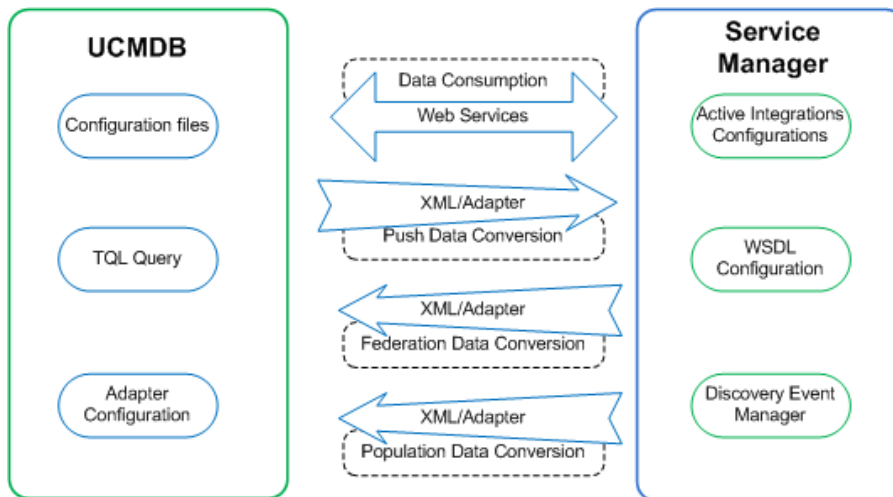 UCMDB
Configuration files
TQL Query
Adapter
Configuration
Data Consumption
Web Services
XML/Adapter
Push Data Conversion
XML/Adapter
Federation Data Conversion
XML/Adapter
Population Data Conversion
Service
Manager
Active Integrations
Configurations
WSDL
Configuration
Discovery Event
Manager